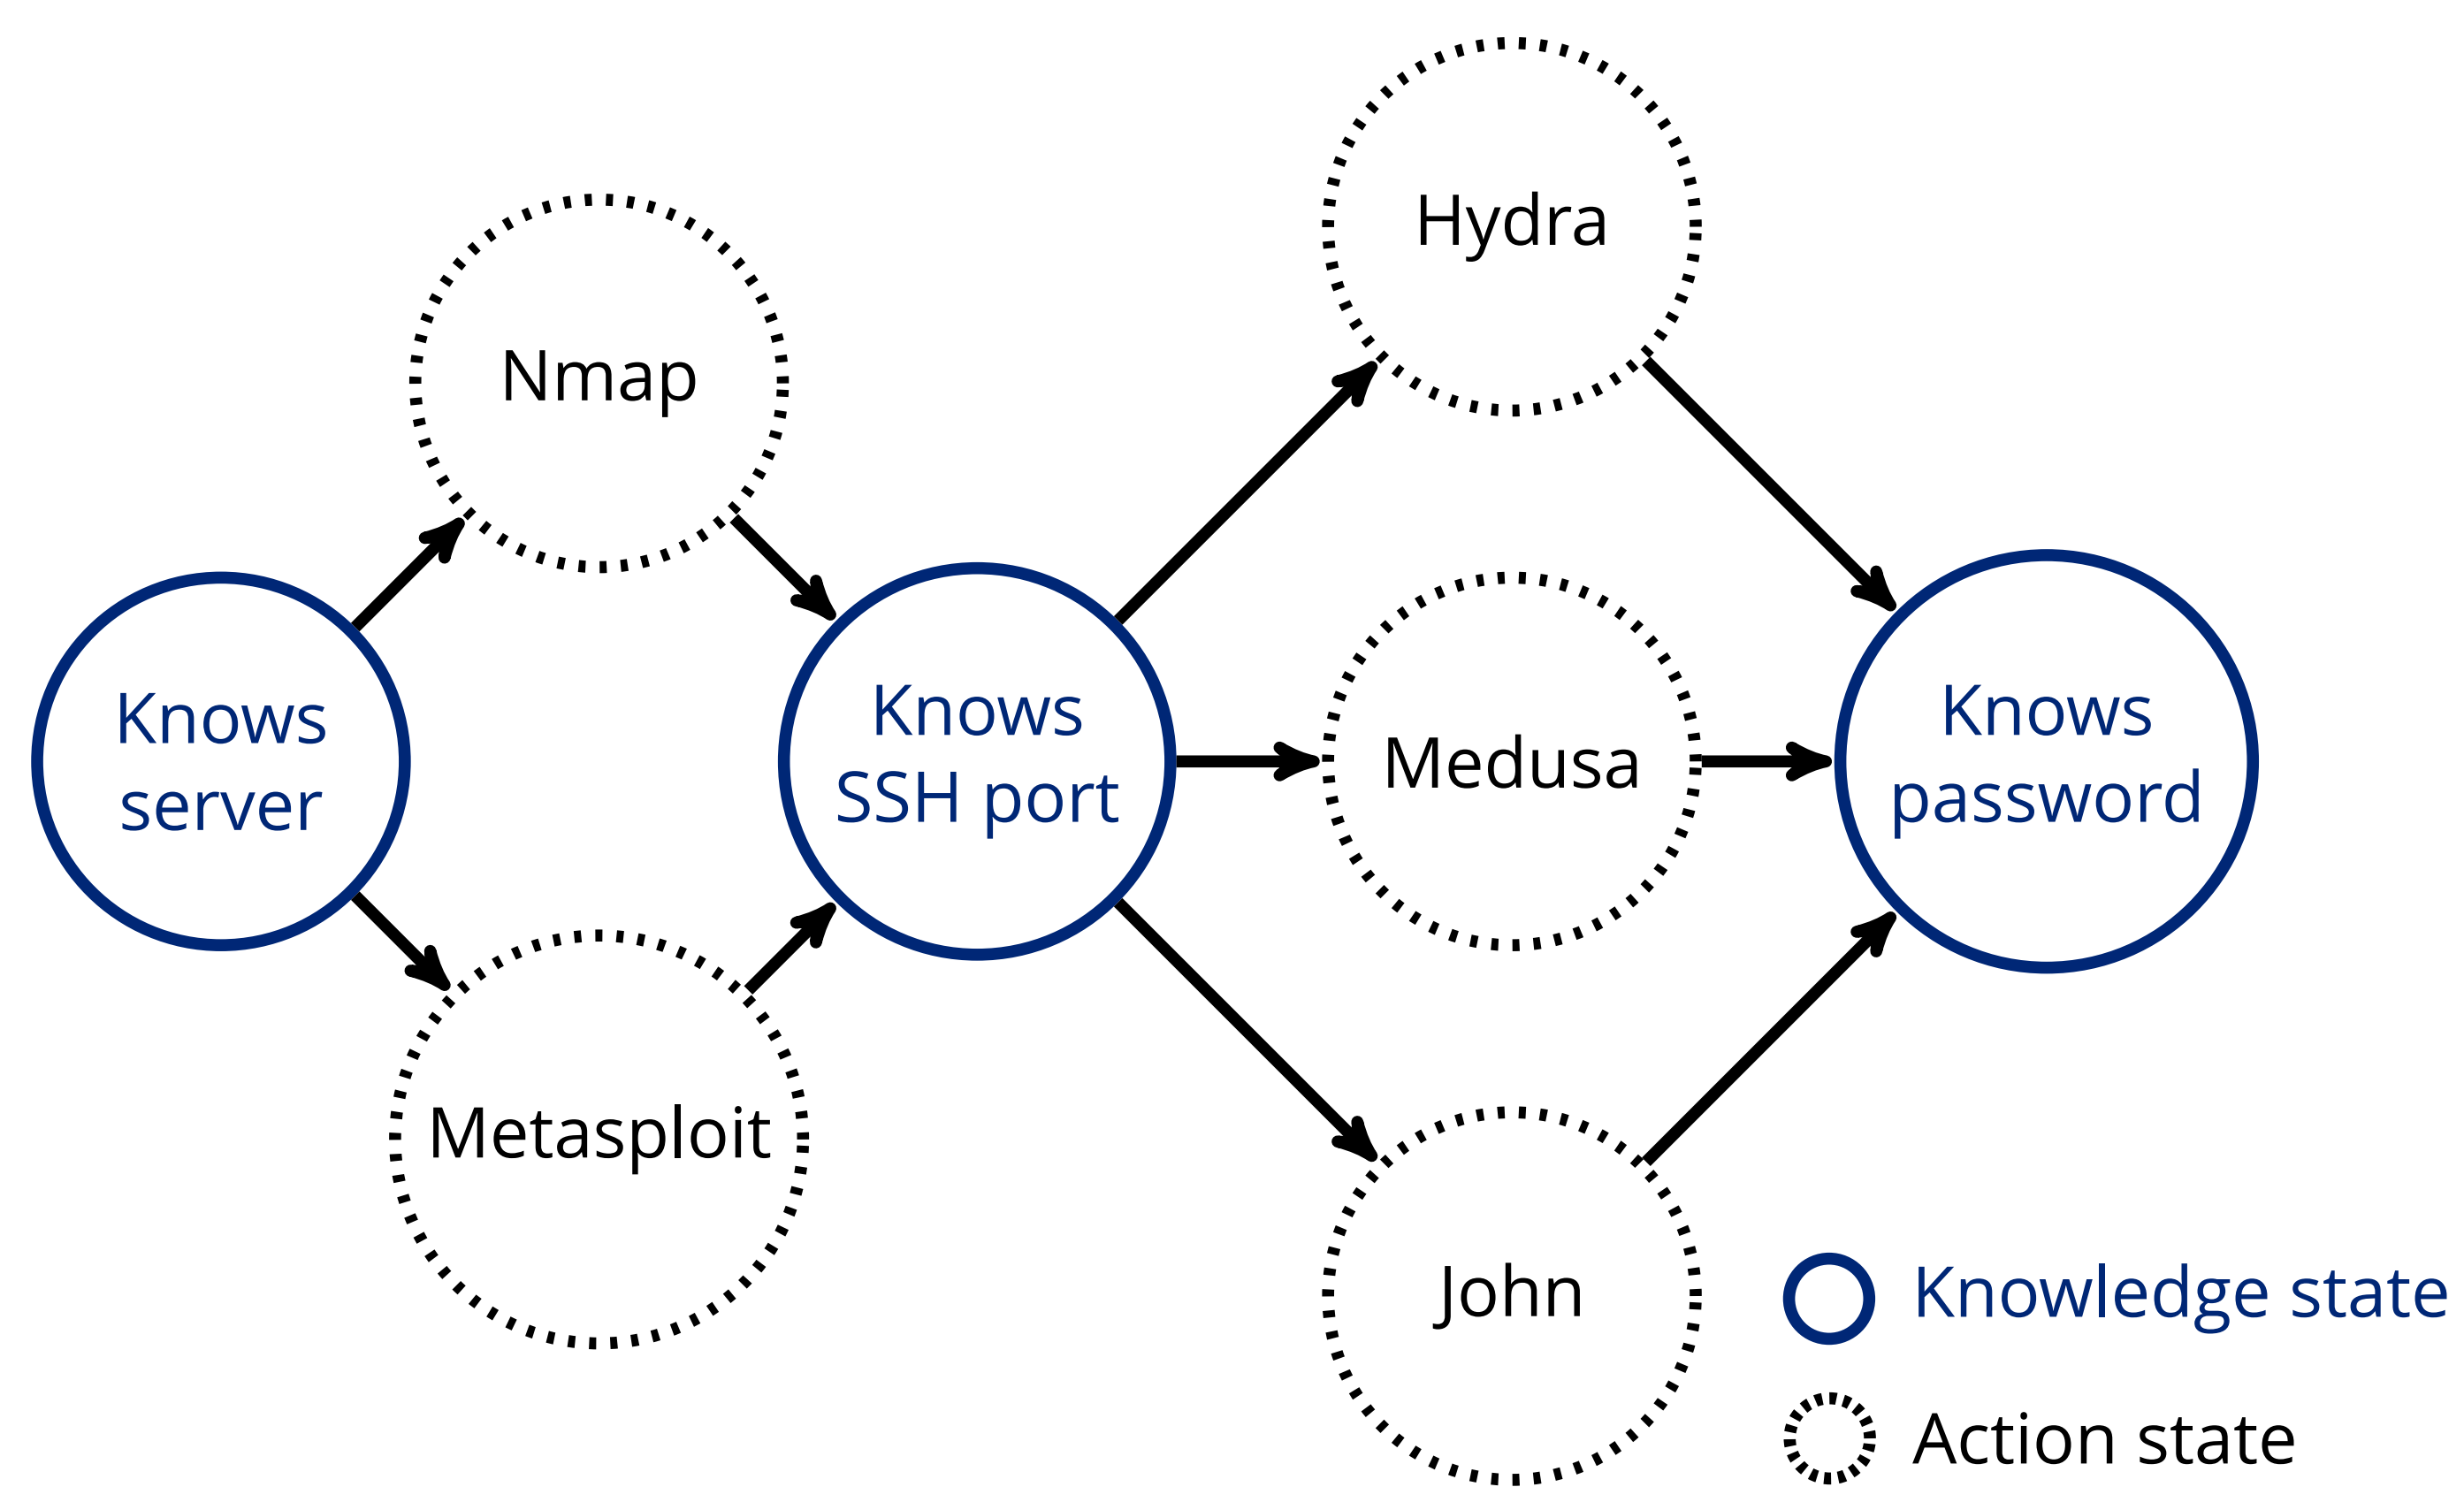 Hydra
Nmap
Knows
server
Knows
SSH port
Medusa
Knows
password
Metasploit
John
Knowledge state
Action state